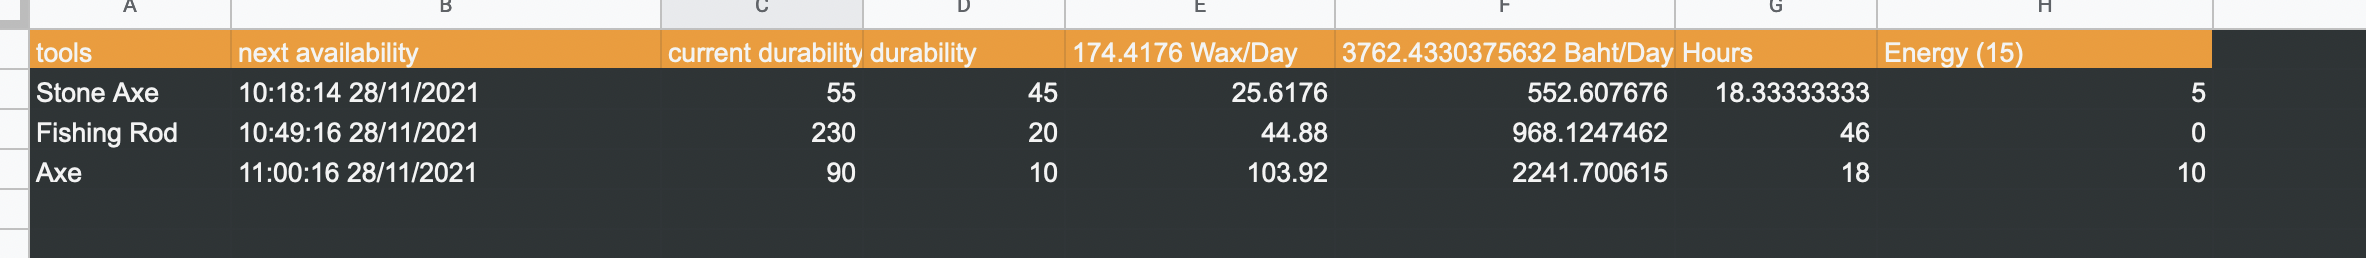 A B C D E F G H
tools next availability current durability durability 174.4176 Wax/Day 3762.4330375632 Baht/Day Hours Energy (15)
Stone Axe 10:18:14 28/11/2021 55 45 25.6176 552.607676 18.33333333 5
Fishing Rod 10:49:16 28/11/2021 230 20 44.88 968.1247462 46 0
Axe 11:00:16 28/11/2021 90 10 103.92 2241.700615 18 10